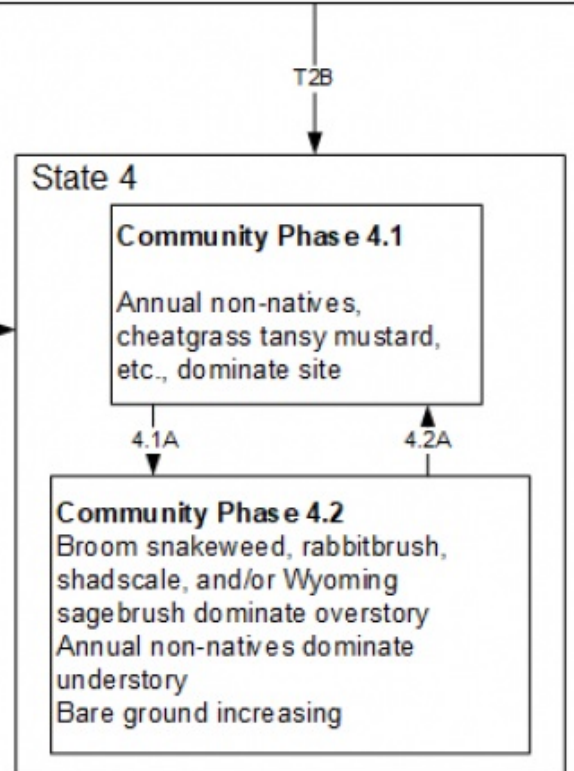 T2B
State 4
Community Phase 4.1
Annual non-natives,
cheatgrass tansy mustard,
etc., dominate site
4.1A
4.2A
Community Phase 4.2
Broom snakeweed, rabbitbrush,
shadscale, and/or Wyoming
sagebrush dominate overstory
Annual non-natives dominate
understory
Bare ground increasing